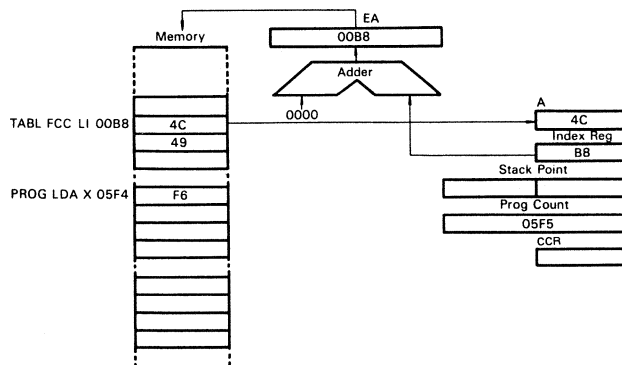 EA
Memory
00B8
Adder
0000
A
TABL FCC LI 00B8
4C
4C
49
Index Reg
B8
Stack Point
PROG LDA X 05F4
F6
Prog Count
05F5
CCR